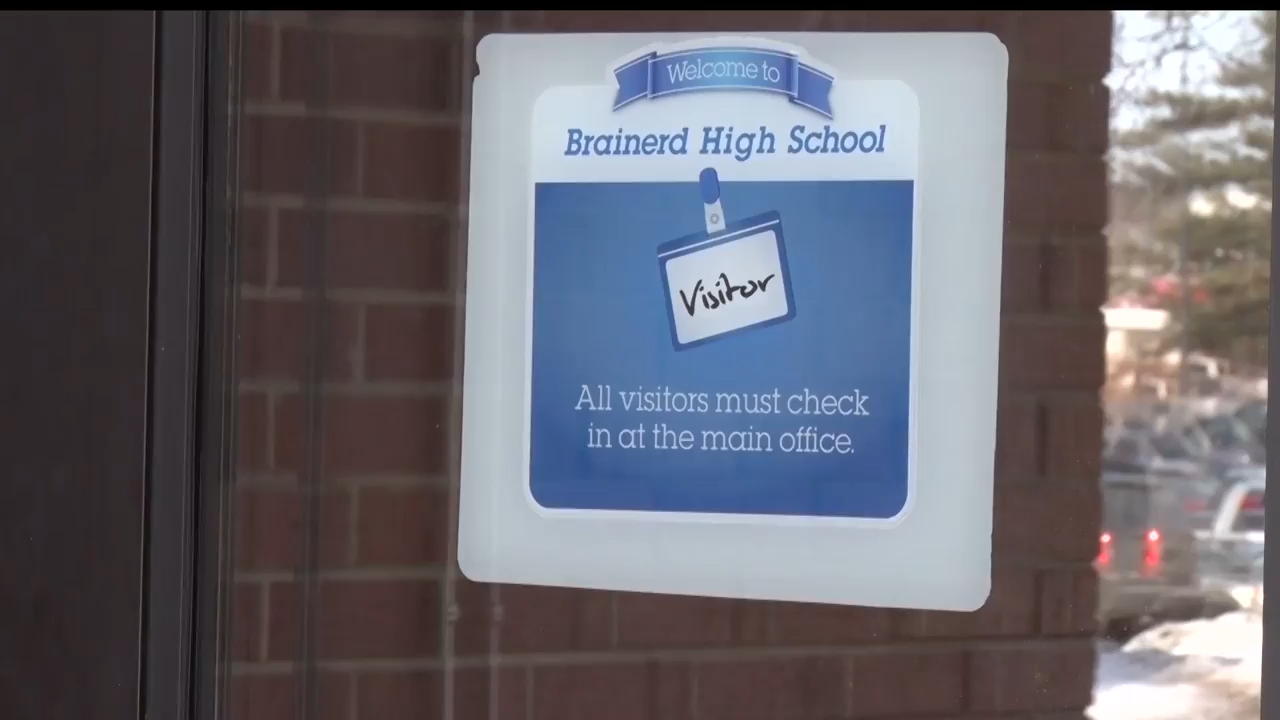 Welcome to
Brainerd High School
Visitor
All visitors must check
in at the main office.